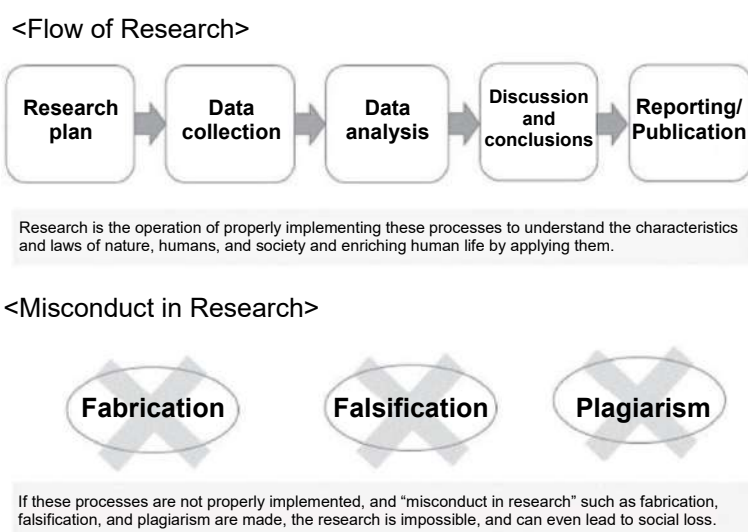 <Flow of Research>
Research
plan
Data
collection
Data
analysis
Discussion
and
conclusions
Reporting/
Publication
Research is the operation of properly implementing these processes to understand the characteristics
and laws of nature, humans, and society and enriching human life by applying them.
<Misconduct in Research>
Fabrication
Falsification
Plagiarism
If these processes are not properly implemented, and “misconduct in research” such as fabrication,
falsification, and plagiarism are made, the research is impossible, and can even lead to social loss.